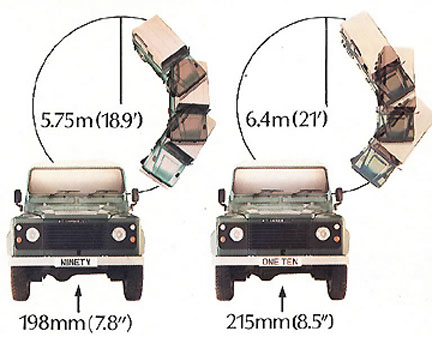 5.75m(18.9')
6.4m(21')
NINETY
ONE TEN
198mm(7.8")
215mm(8.5")